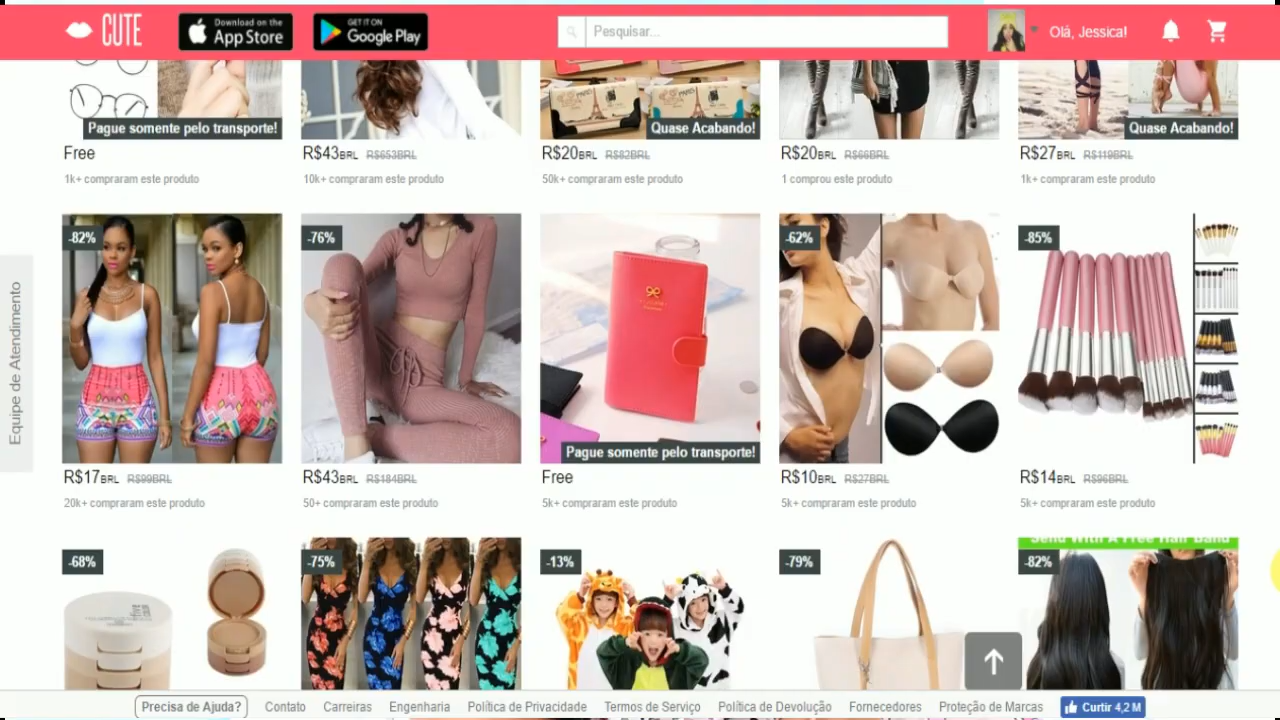 CUTE
Download on the
App Store
GET IT ON
Google Play
Pesquisar...
Olá, Jessica!
Pague somente pelo transporte!
Quase Acabando!
Quase Acabando!
Free
R$43BRL R$653BRL
R$20BRL R$82BRL
R$20BRL R$66BRL
R$27BRL R$119BRL
1k+ compraram este produto
10k+ compraram este produto
50k+ compraram este produto
1 comprou este produto
1k+ compraram este produto
Equipe de Atendimento
-82%
-76%
-62%
-85%
Pague somente pelo transporte!
R$17BRL R$99BRL
R$43BRL R$184BRL
Free
R$10BRL R$27BRL
R$14BRL R$96BRL
20k+ compraram este produto
50+ compraram este produto
5k+ compraram este produto
5k+ compraram este produto
5k+ compraram este produto
Send With A Free Hair Band
-68%
-75%
-13%
-79%
-82%
Precisa de Ajuda?
Contato
Carreiras
Engenharia
Política de Privacidade
Termos de Serviço
Política de Devolução
Fornecedores
Proteção de Marcas
Curtir 4,2 M